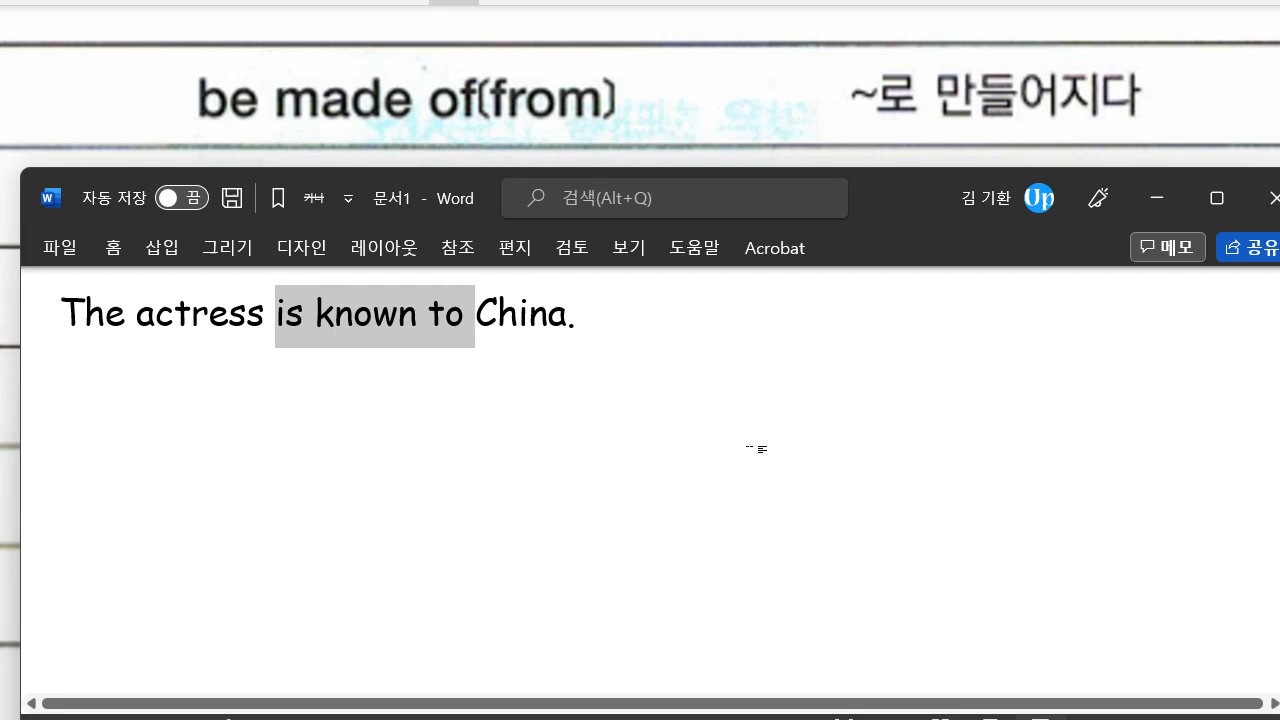 be made of(from) ~로 만들어지다
자동 저장 끔 가나 문서1 - Word 검색(Alt+Q) 김 기환 Up
파일 홈 삽입 그리기 디자인 레이아웃 참조 편지 검토 보기 도움말 Acrobat 메모 공유
The actress is known to China.